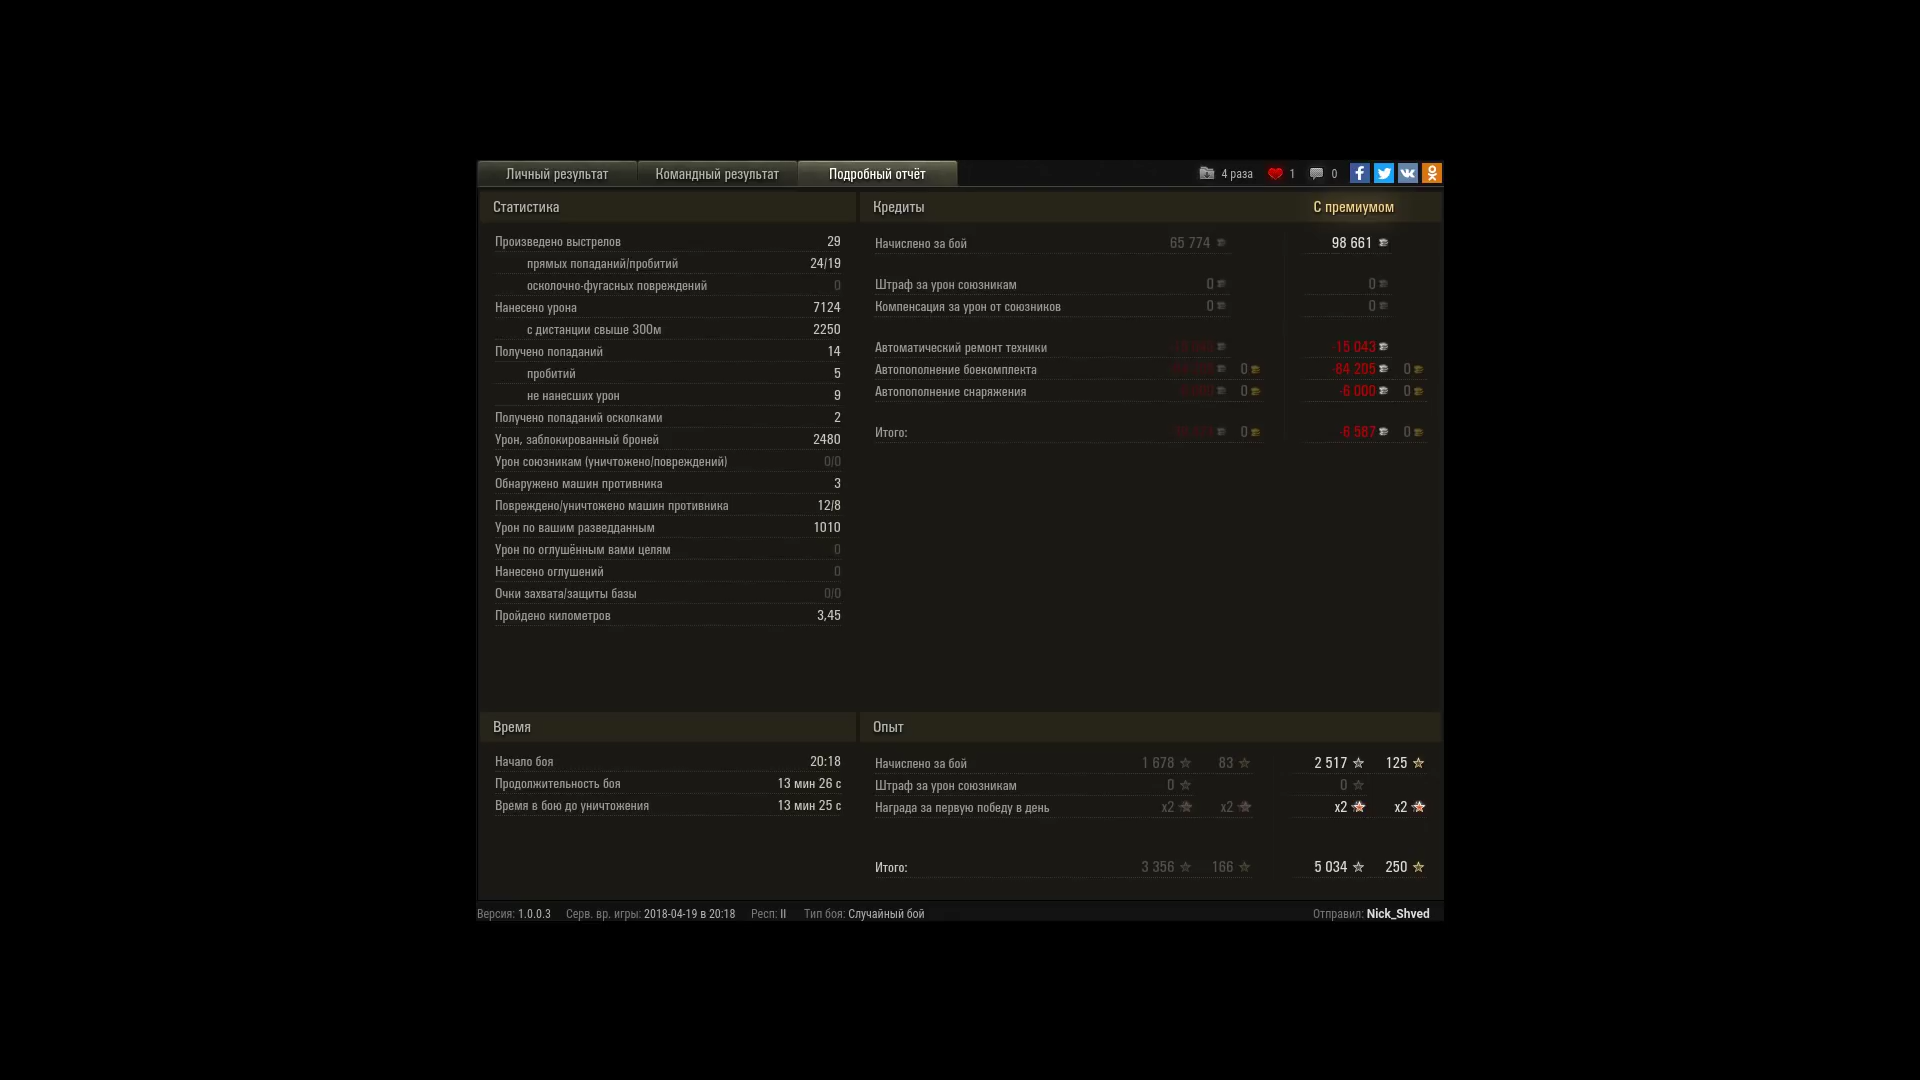 Личный результат Командный результат Подробный отчёт 4 раза 1 0
Статистика
Произведено выстрелов 29
прямых попаданий/пробитий 24/19
осколочно-фугасных повреждений 0
Нанесено урона 7124
с дистанции свыше 300м 2250
Получено попаданий 14
пробитий 5
не нанесших урон 9
Получено попаданий осколками 2
Урон, заблокированный броней 2480
Урон союзникам (уничтожено/повреждений) 0/0
Обнаружено машин противника 3
Повреждено/уничтожено машин противника 12/8
Урон по вашим разведданным 1010
Урон по оглушённым вами целям 0
Нанесено оглушений 0
Очки захвата/защиты базы 0/0
Пройдено километров 3,45
Кредиты С премиумом
Начислено за бой 65 774 98 661
Штраф за урон союзникам 0 0
Компенсация за урон от союзников 0 0
Автоматический ремонт техники -15 043
Автопополнение боекомплекта 0 -84 205 0
Автопополнение снаряжения 0 -6 000 0
Итого: 0 -6 587 0
Время
Начало боя 20:18
Продолжительность боя 13 мин 26 с
Время в бою до уничтожения 13 мин 25 с
Опыт
Начислено за бой 1 678 83 2 517 125
Штраф за урон союзникам 0 0
Награда за первую победу в день x2 x2 x2 x2
Итого: 3 356 166 5 034 250
Версия: 1.0.0.3 Серв. вр. игры: 2018-04-19 в 20:18 Респ: II Тип боя: Случайный бой Отправил: Nick_Shved